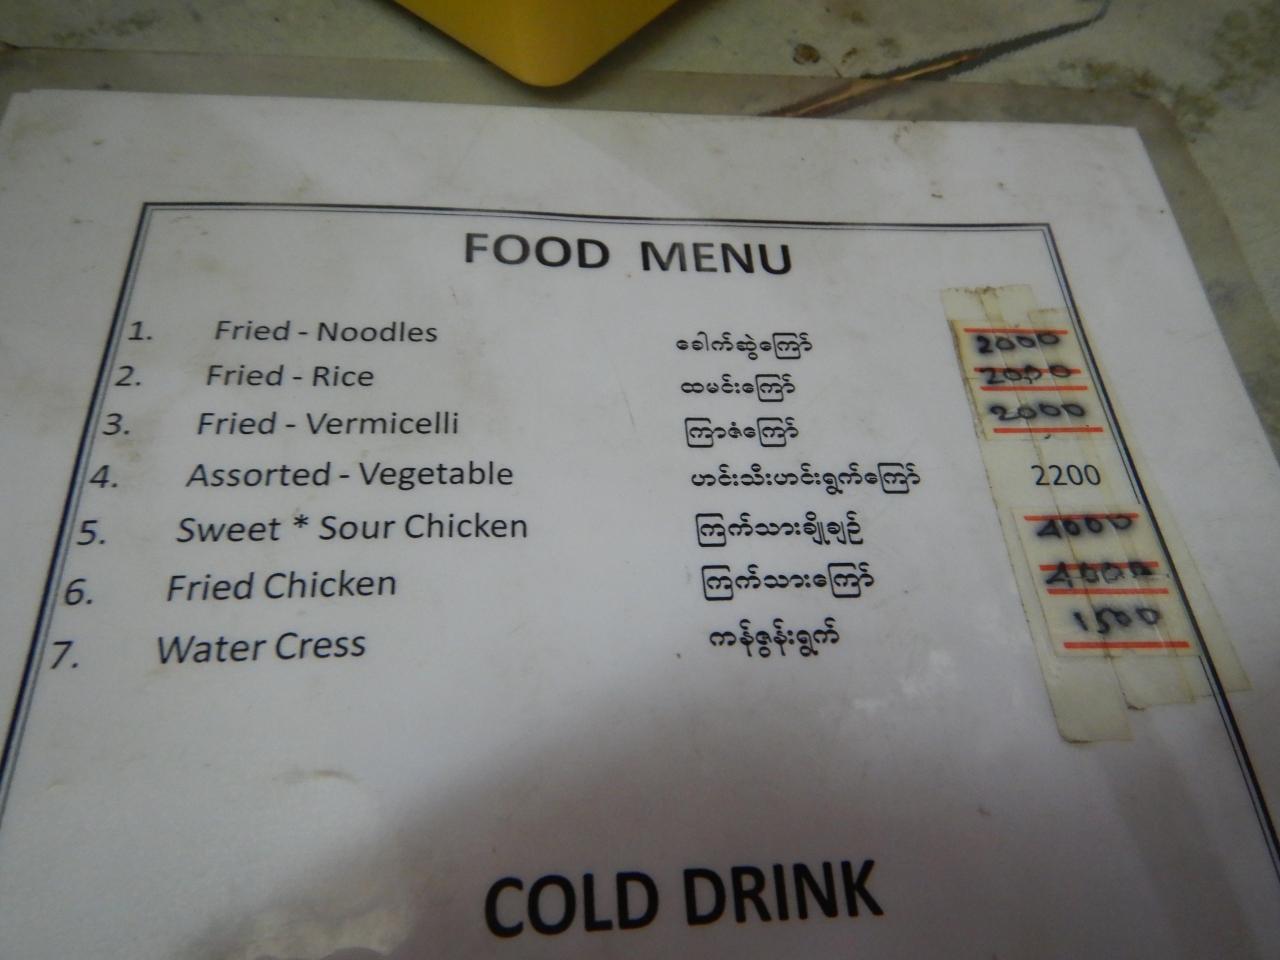 FOOD MENU
1. Fried - Noodles ခေါက်ဆွဲကြော် 2000
2. Fried - Rice ထမင်းကြော် 2000
3. Fried - Vermicelli ကြာဇံကြော် 2000
4. Assorted - Vegetable ဟင်းသီးဟင်းရွက်ကြော် 2200
5. Sweet * Sour Chicken ကြက်သားချိုချဉ် 4000
6. Fried Chicken ကြက်သားကြော် 4000
7. Water Cress ကန်ဇွန်းရွက် 1500
COLD DRINK